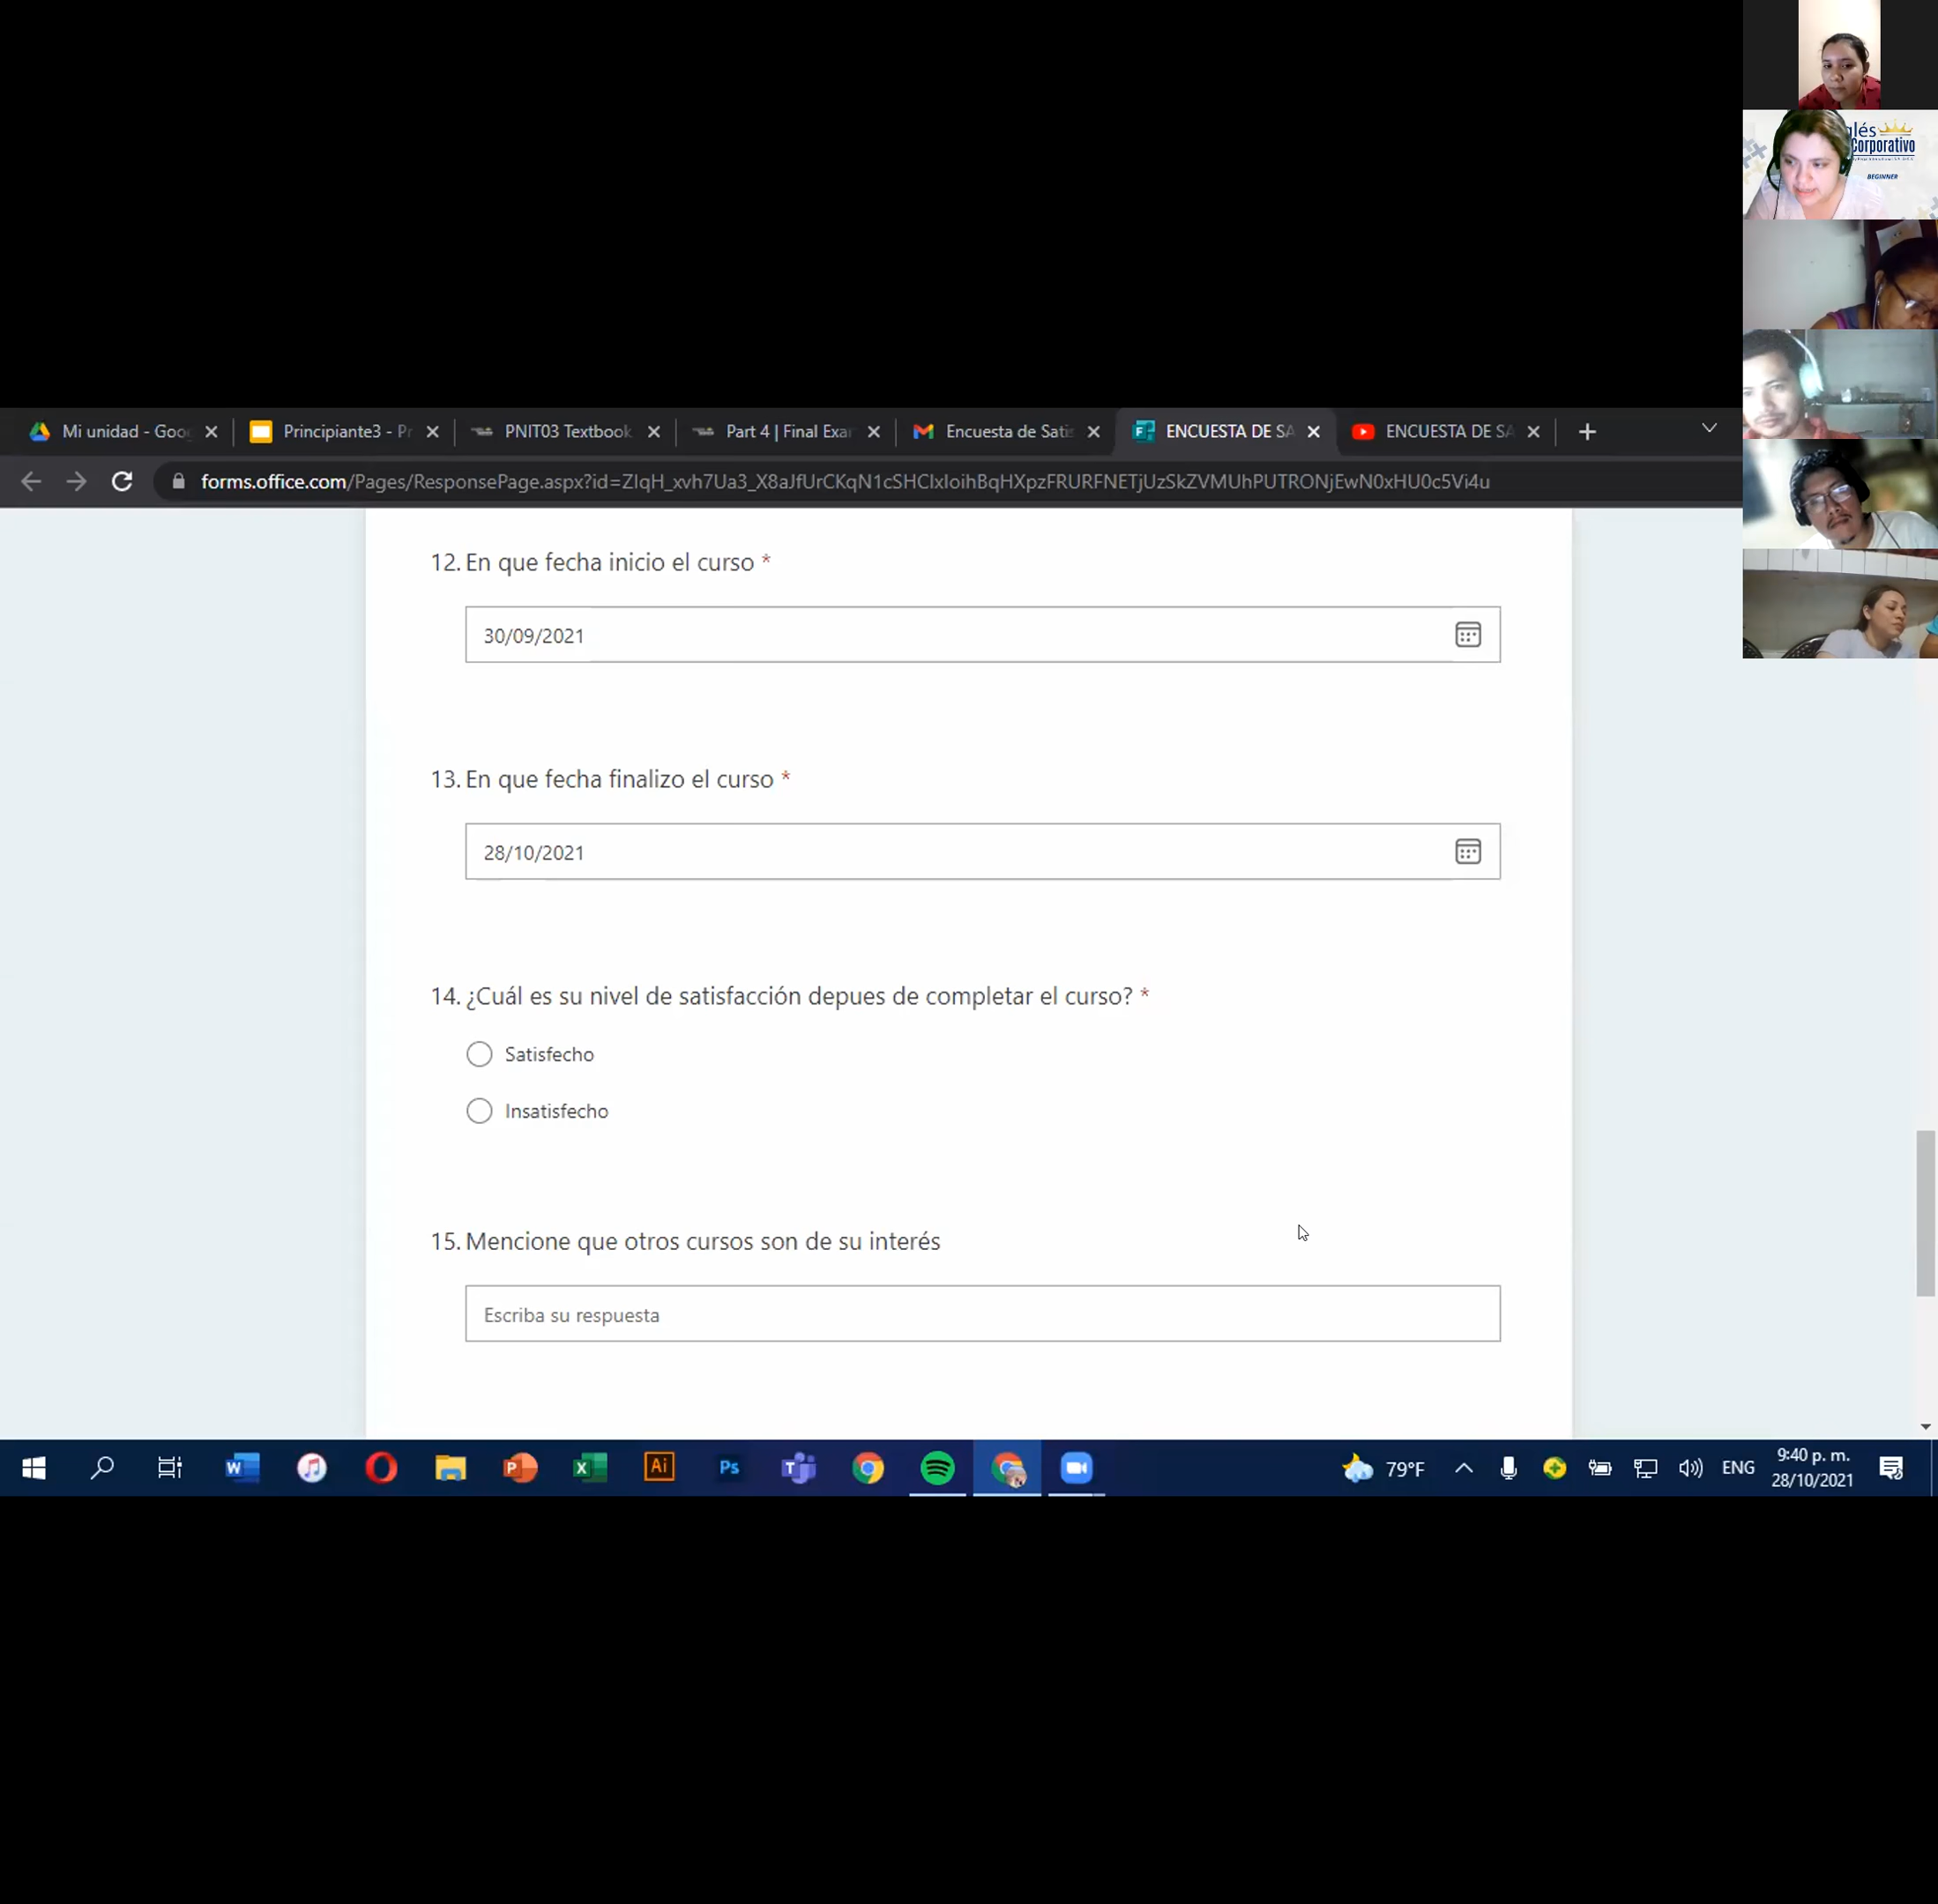 glés
Corporativo
BEGINNER
Mi unidad - Goo
Principiante3 - Pr
PNIT03 Textbook
Part 4 | Final Exar
Encuesta de Satis
ENCUESTA DE SA
ENCUESTA DE SA
forms.office.com/Pages/ResponsePage.aspx?id=ZIqH_xvh7Ua3_X8aJfUrCKqN1cSHCIxIoihBqHXpzFRURFNETjUzSkZVMUhPUTRONjEwN0xHU0c5Vi4u
12. En que fecha inicio el curso *
30/09/2021
13. En que fecha finalizo el curso *
28/10/2021
14. ¿Cuál es su nivel de satisfacción depues de completar el curso? *
Satisfecho
Insatisfecho
15. Mencione que otros cursos son de su interés
Escriba su respuesta
79°F
ENG
9:40 p. m.
28/10/2021